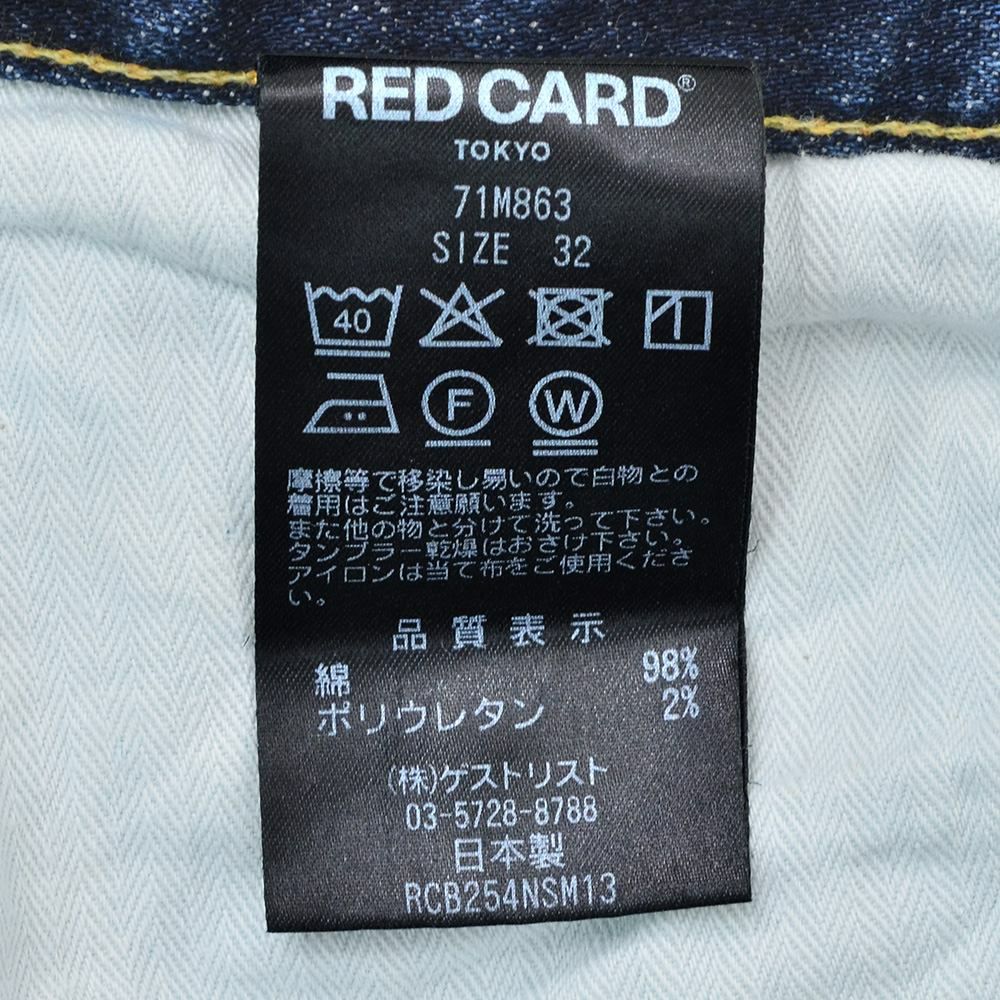 RED CARD®
TOKYO
71M863
SIZE 32
40
F W
摩擦等で移染し易いので白物との
着用はご注意願います。
また他の物と分けて洗って下さい。
タンブラー乾燥はおさけ下さい。
アイロンは当て布をご使用くださ
い。
品質表示
綿 98%
ポリウレタン 2%
(株)ゲストリスト
03-5728-8788
日本製
RCB254NSM13